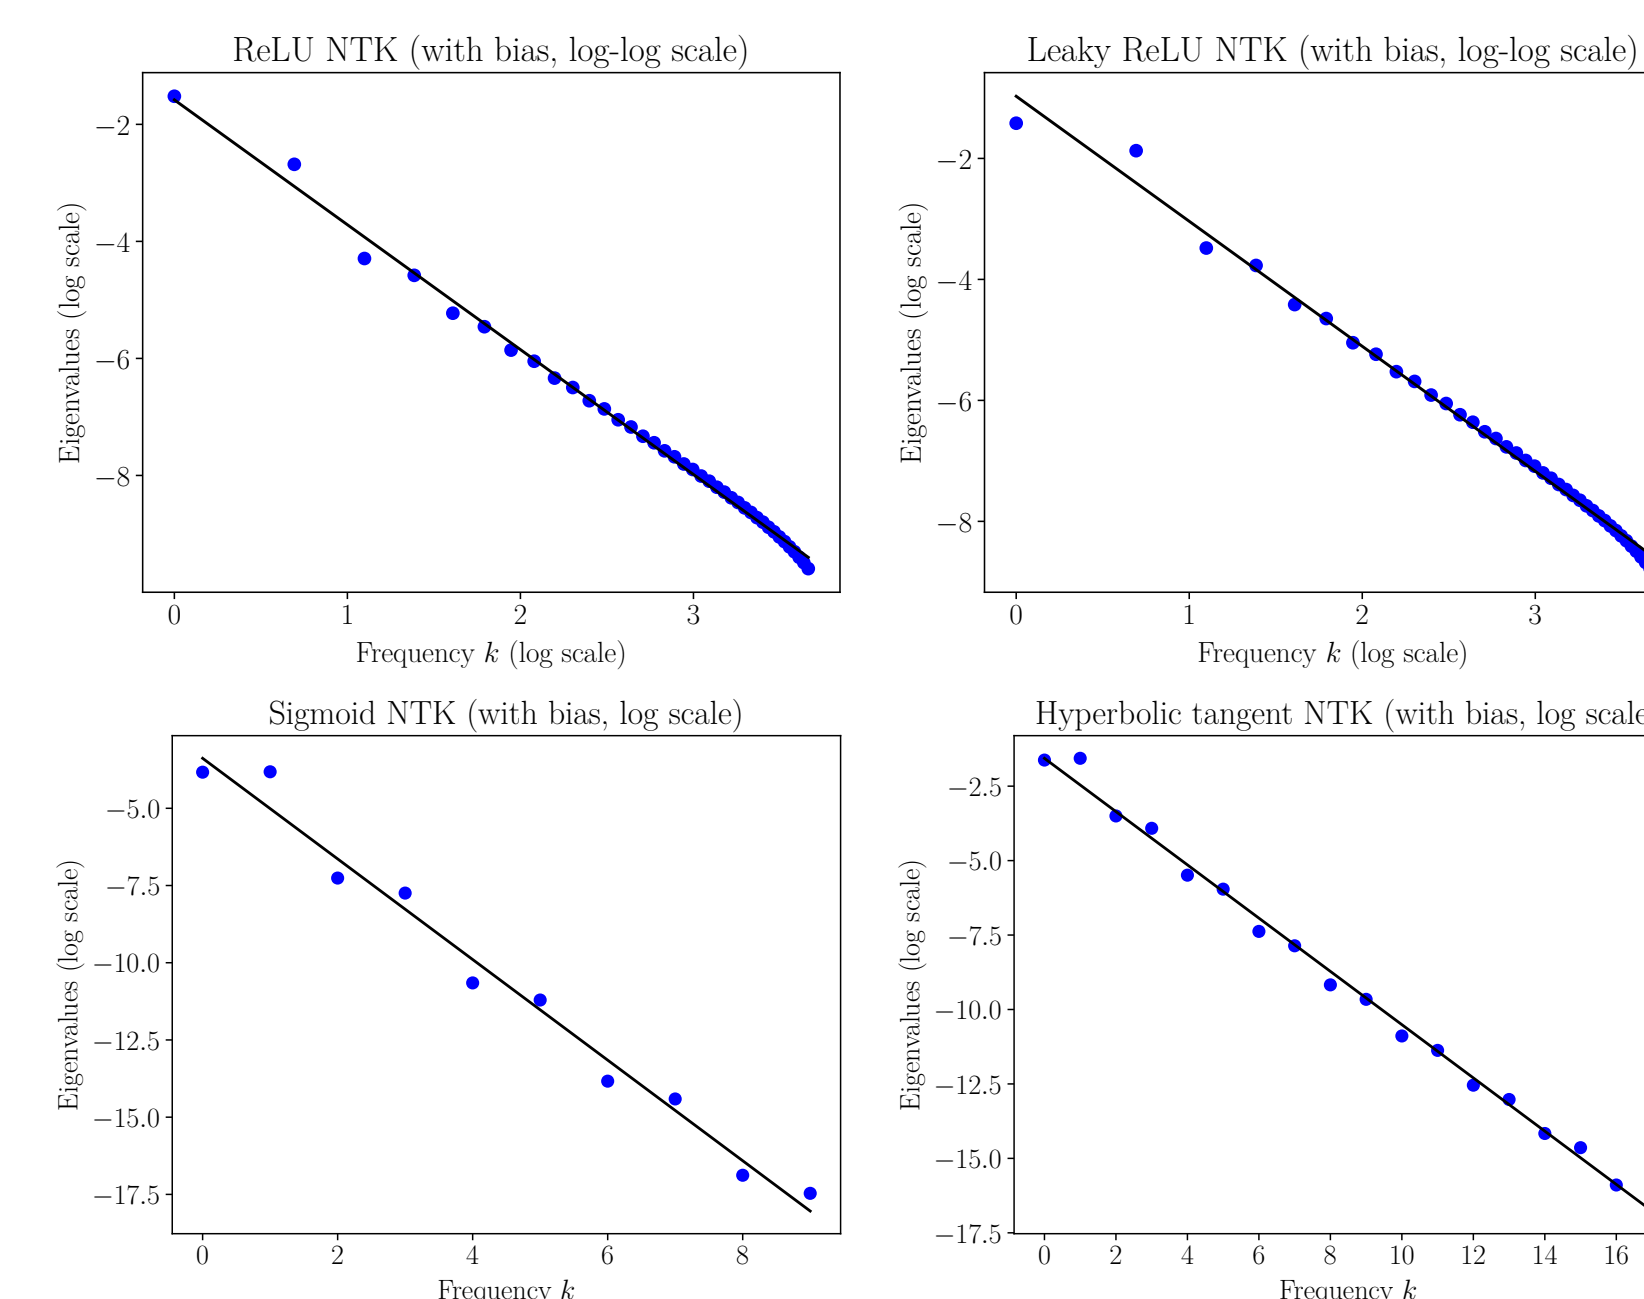 ReLU NTK (with bias, log-log scale)
Eigenvalues (log scale)
−2
−4
−6
−8
0 1 2 3
Frequency k (log scale)
Leaky ReLU NTK (with bias, log-log scale)
Eigenvalues (log scale)
−2
−4
−6
−8
0 1 2 3
Frequency k (log scale)
Sigmoid NTK (with bias, log scale)
Eigenvalues (log scale)
−5.0
−7.5
−10.0
−12.5
−15.0
−17.5
0 2 4 6 8
Frequency k
Hyperbolic tangent NTK (with bias, log scale
Eigenvalues (log scale)
−2.5
−5.0
−7.5
−10.0
−12.5
−15.0
−17.5
0 2 4 6 8 10 12 14 16
Frequency k